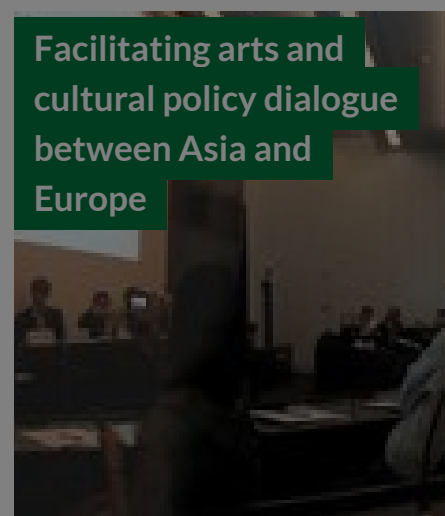 Facilitating arts and
cultural policy dialogue
between Asia and
Europe